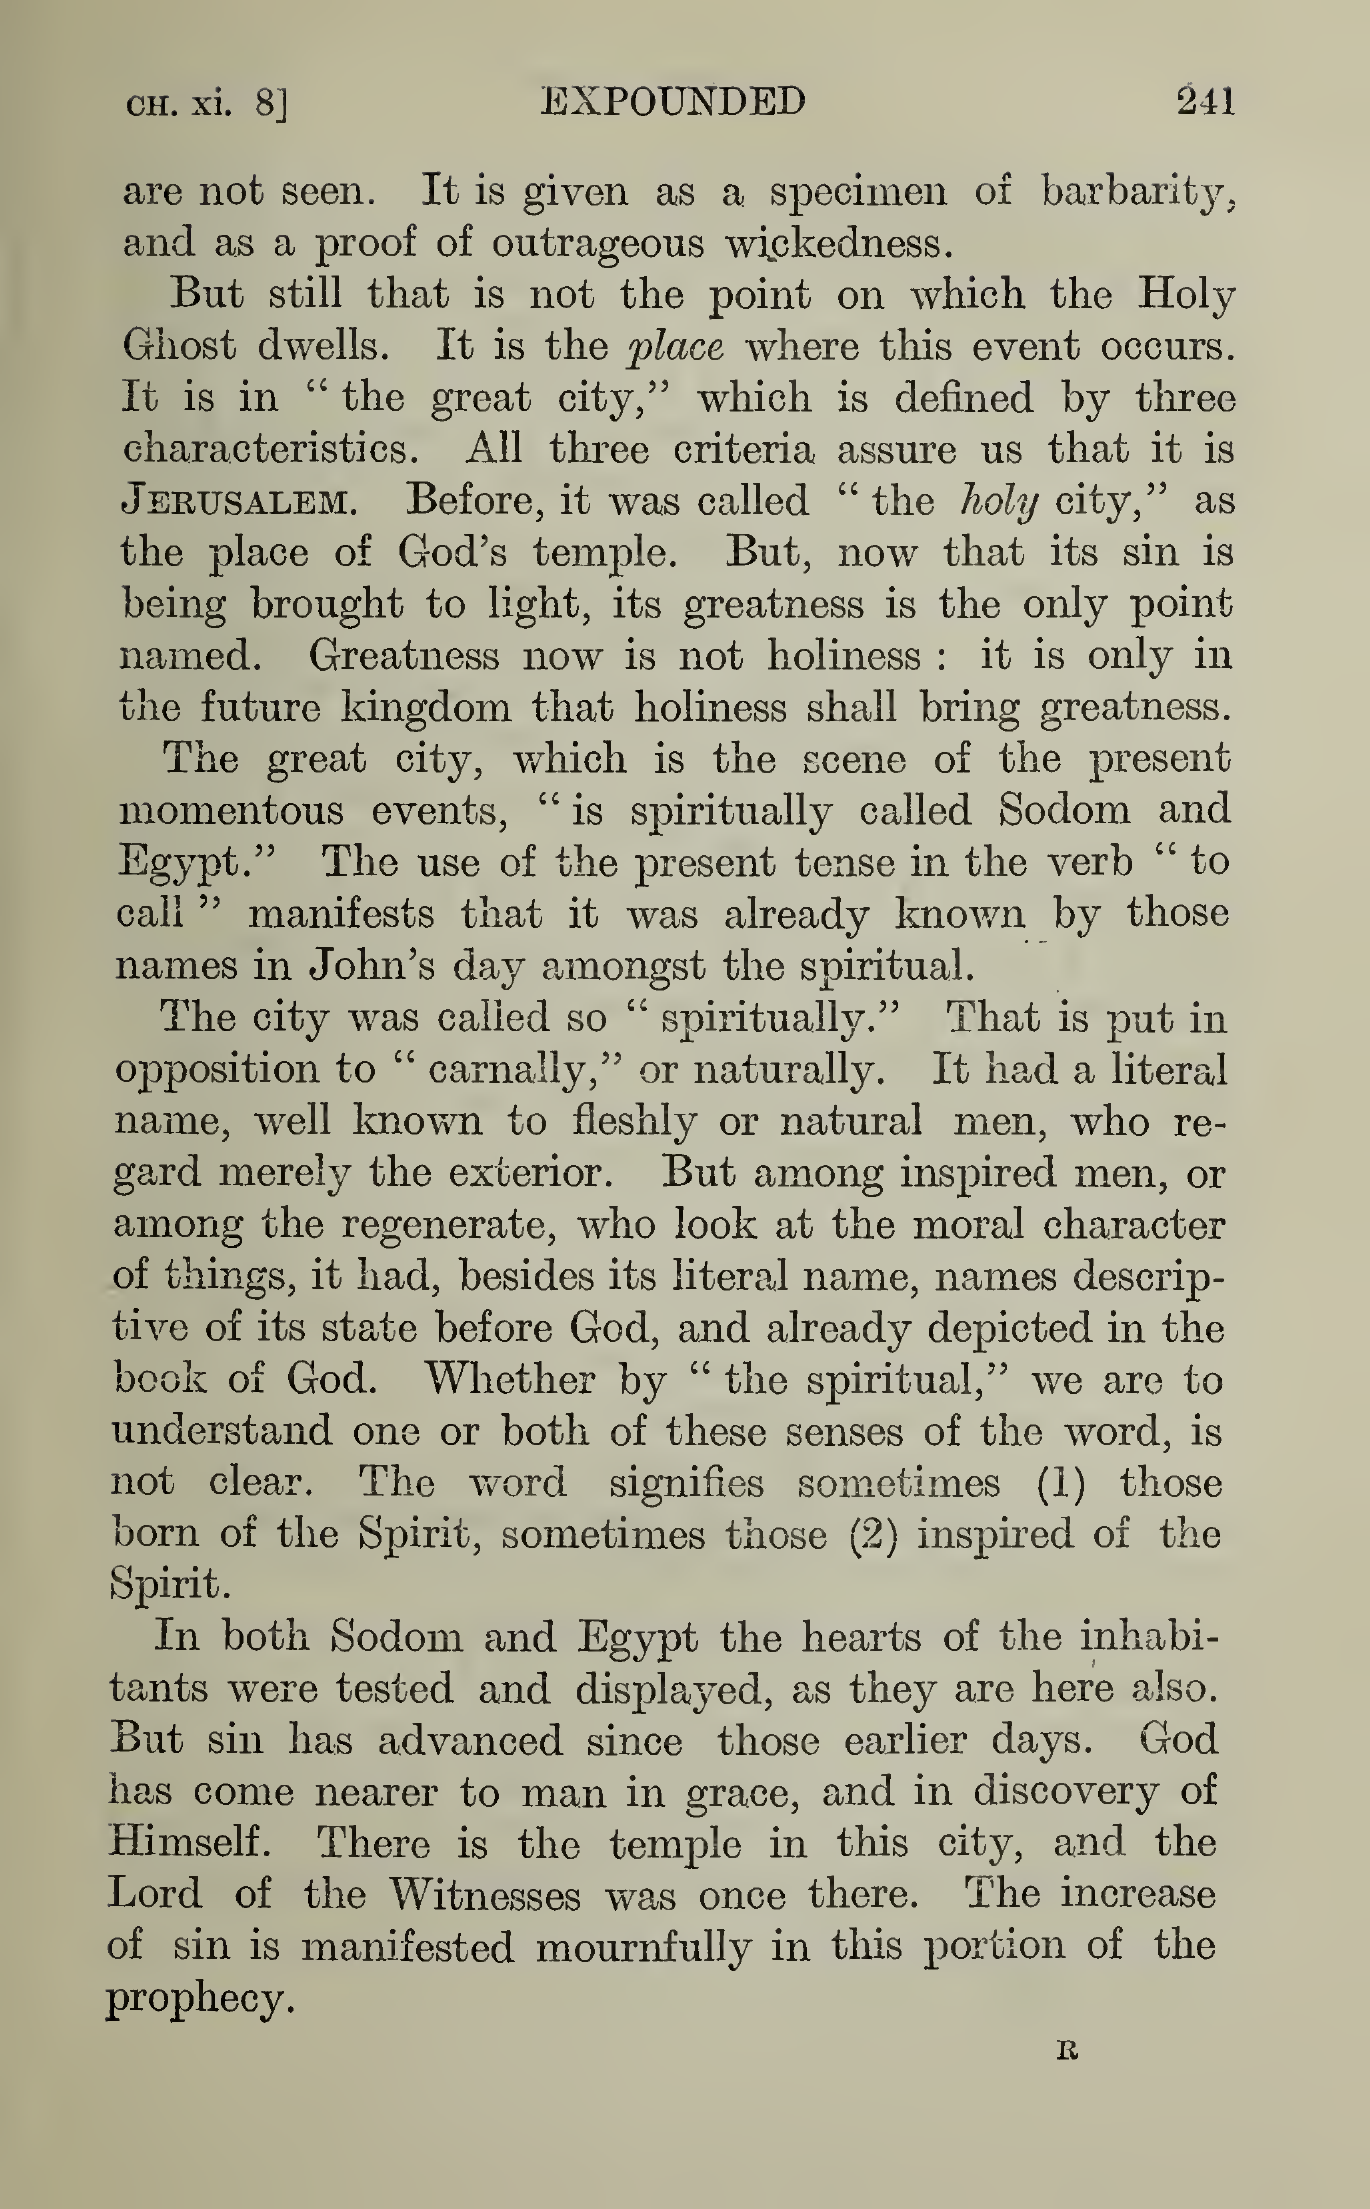 CH. xi. 8] EXPOUNDED 241
are not seen. It is given as a specimen of barbarity,
and as a proof of outrageous wickedness.
But still that is not the point on which the Holy
Ghost dwells. It is the place where this event occurs.
It is in “ the great city,” which is defined by three
characteristics. All three criteria assure us that it is
JERUSALEM. Before, it was called “ the holy city,” as
the place of God’s temple. But, now that its sin is
being brought to light, its greatness is the only point
named. Greatness now is not holiness : it is only in
the future kingdom that holiness shall bring greatness.
The great city, which is the scene of the present
momentous events, “ is spiritually called Sodom and
Egypt.” The use of the present tense in the verb “ to
call ” manifests that it was already known by those
names in John’s day amongst the spiritual.
The city was called so “ spiritually.” That is put in
opposition to “ carnally,” or naturally. It had a literal
name, well known to fleshly or natural men, who re-
gard merely the exterior. But among inspired men, or
among the regenerate, who look at the moral character
of things, it had, besides its literal name, names descrip-
tive of its state before God, and already depicted in the
book of God. Whether by “ the spiritual,” we are to
understand one or both of these senses of the word, is
not clear. The word signifies sometimes (1) those
born of the Spirit, sometimes those (2) inspired of the
Spirit.
In both Sodom and Egypt the hearts of the inhabi-
tants were tested and displayed, as they are here also.
But sin has advanced since those earlier days. God
has come nearer to man in grace, and in discovery of
Himself. There is the temple in this city, and the
Lord of the Witnesses was once there. The increase
of sin is manifested mournfully in this portion of the
prophecy.
R